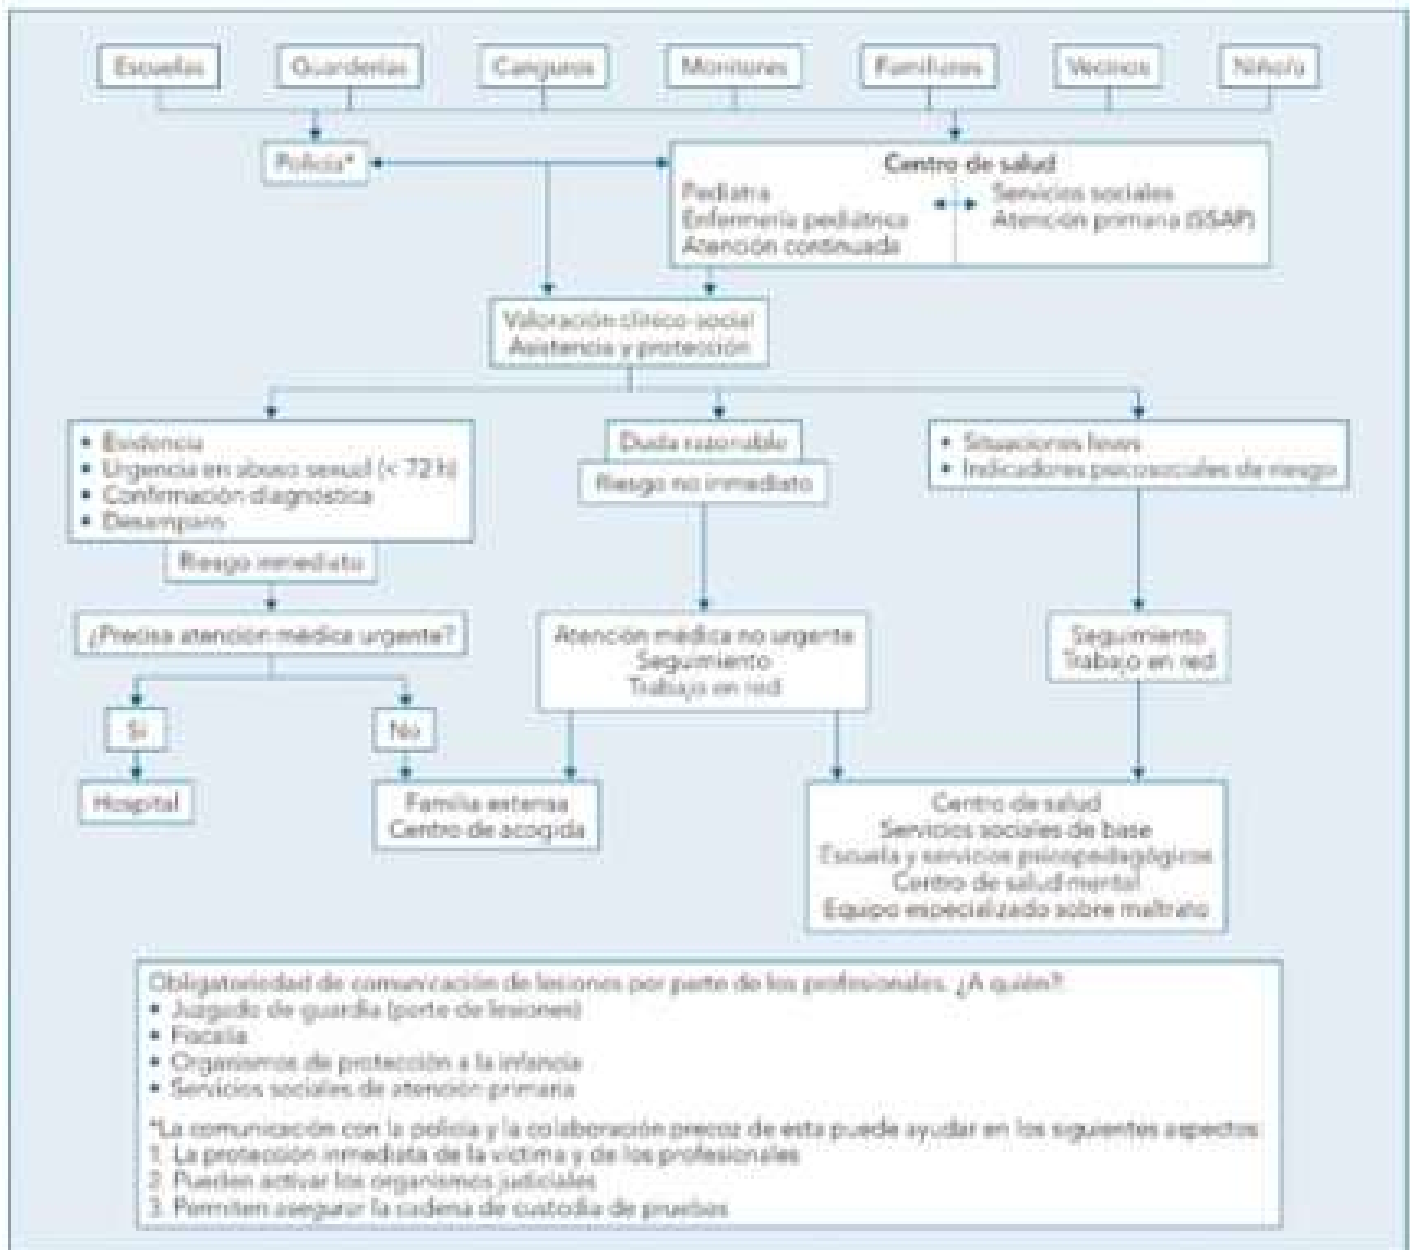 Escuelas
Guarderías
Canguros
Monitores
Familiares
Vecinos
Niño/a
Policía*
Centro de salud
Pediatra
Enfermería pediátrica
Atención continuada
Servicios sociales
Atención primaria (SSAP)
Valoración clínico-social
Asistencia y protección
• Evidencia
• Urgencia en abuso sexual (< 72 h)
• Confirmación diagnóstica
• Desamparo
Riesgo inmediato
Duda razonable
Riesgo no inmediato
• Situaciones leves
• Indicadores psicosociales de riesgo
¿Precisa atención médica urgente?
Atención médica no urgente
Seguimiento
Trabajo en red
Seguimiento
Trabajo en red
Sí
No
Hospital
Familia extensa
Centro de acogida
Centro de salud
Servicios sociales de base
Escuela y servicios psicopedagógicos
Centro de salud mental
Equipo especializado sobre maltrato
Obligatoriedad de comunicación de lesiones por parte de los profesionales. ¿A quién?:
• Juzgado de guardia (parte de lesiones)
• Fiscalía
• Organismos de protección a la infancia
• Servicios sociales de atención primaria
*La comunicación con la policía y la colaboración precoz de esta puede ayudar en los siguientes aspectos:
1. La protección inmediata de la víctima y de los profesionales
2. Pueden activar los organismos judiciales
3. Permiten asegurar la cadena de custodia de pruebas